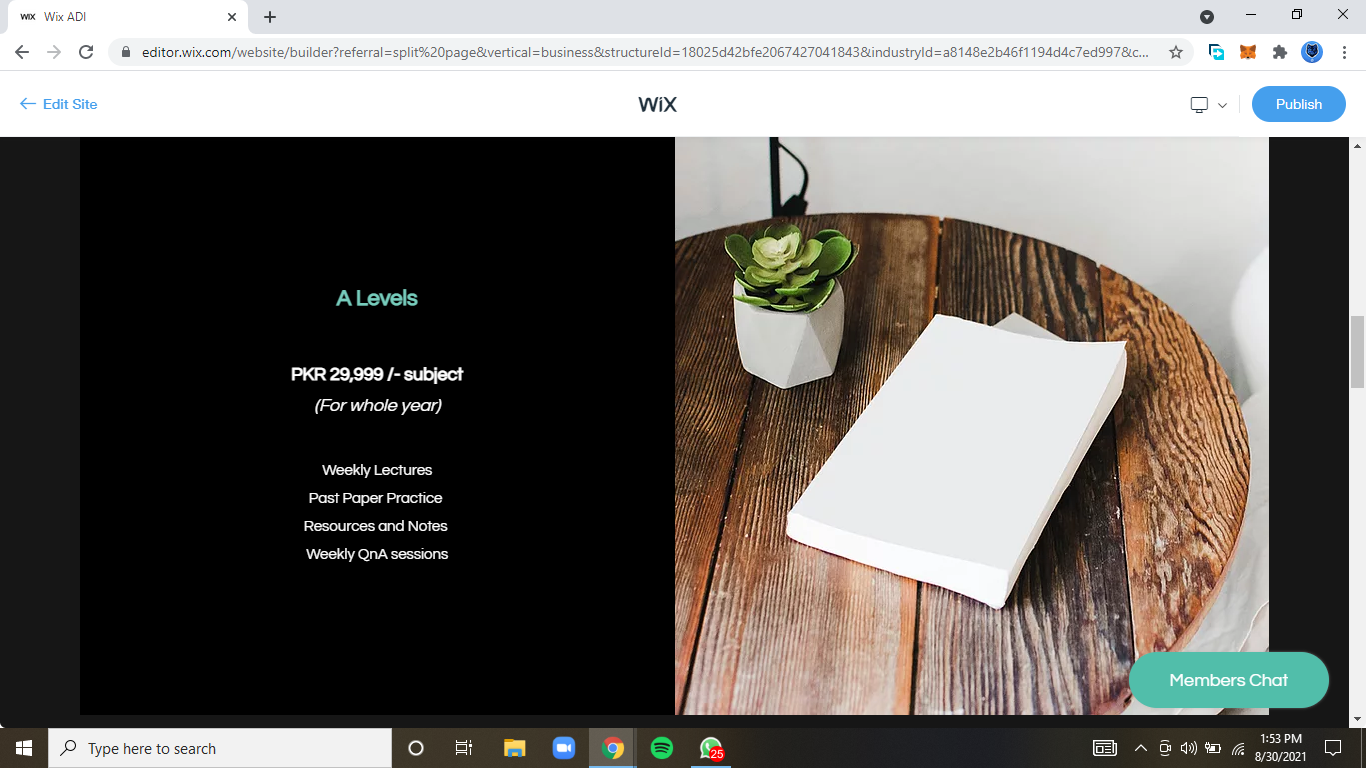 WiX Wix ADI
editor.wix.com/website/builder?referral=split%20page&vertical=business&structureId=18025d42bfe2067427041843&industryId=a8148e2b46f1194d4c7ed997&c...
Edit Site
WiX
Publish
A Levels
PKR 29,999 /- subject
(For whole year)
Weekly Lectures
Past Paper Practice
Resources and Notes
Weekly QnA sessions
Members Chat
Type here to search
25
1:53 PM
8/30/2021